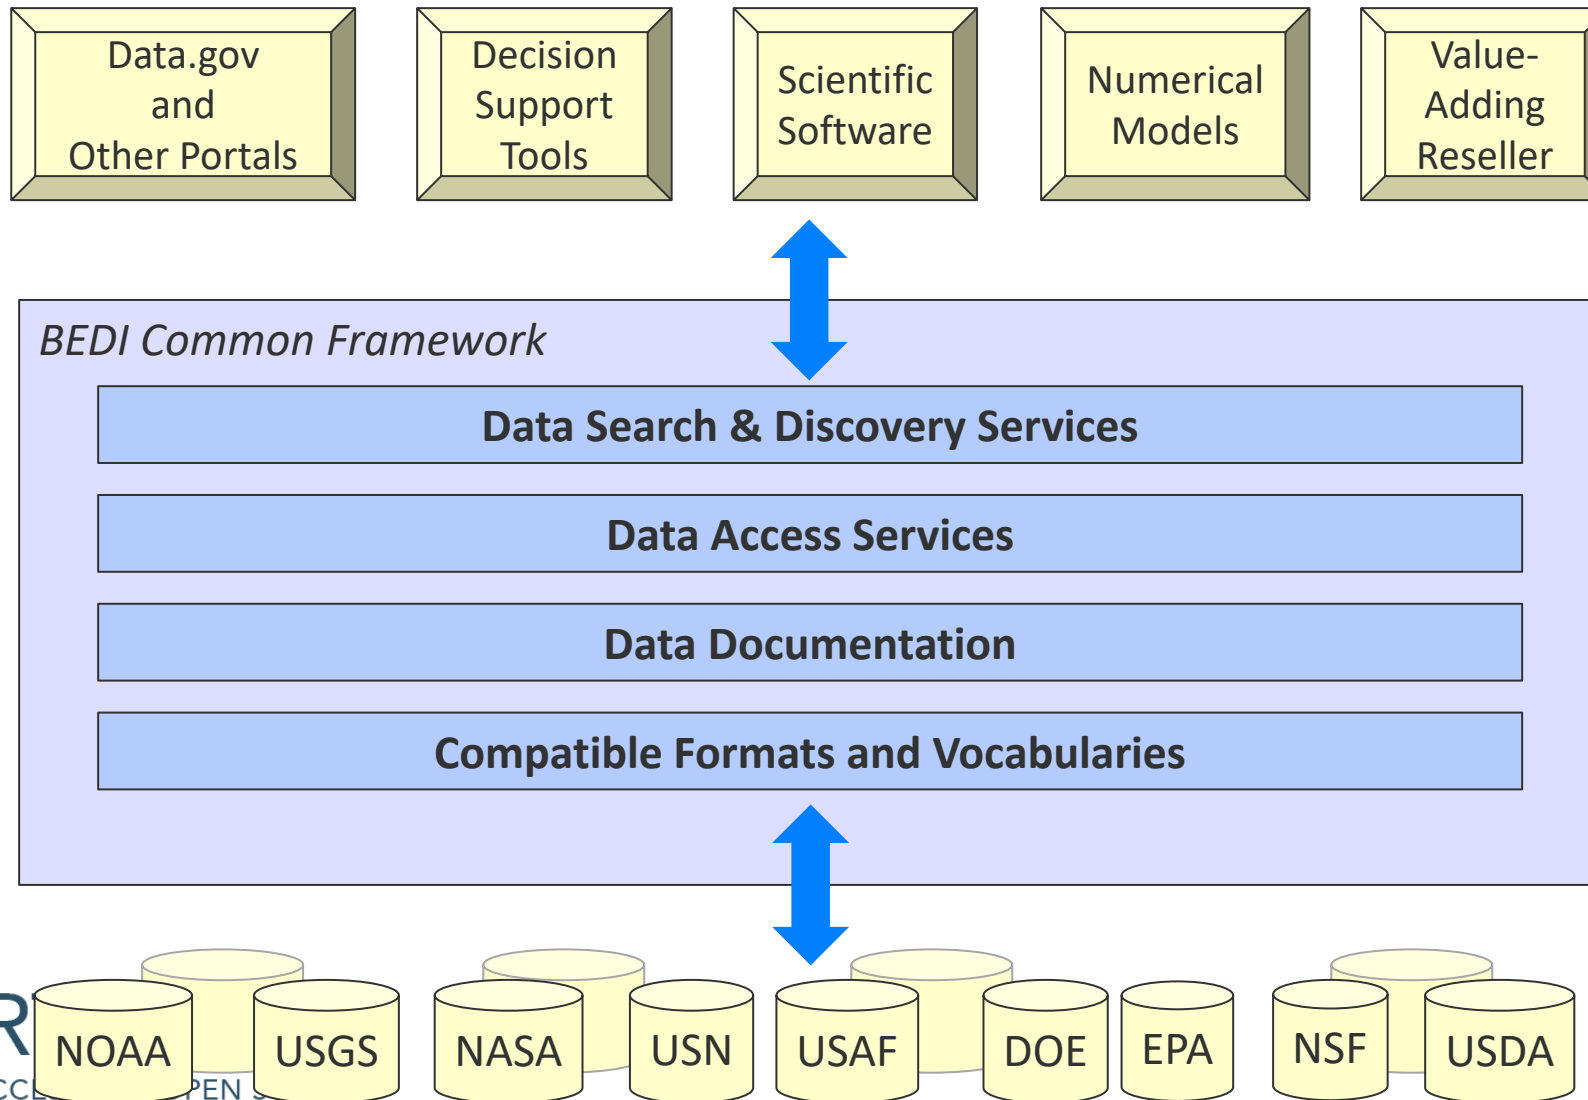 Data.gov
and
Other Portals
Decision
Support
Tools
Scientific
Software
Numerical
Models
Value-
Adding
Reseller
BEDI Common Framework
Data Search & Discovery Services
Data Access Services
Data Documentation
Compatible Formats and Vocabularies
NOAA
USGS
NASA
USN
USAF
DOE
EPA
NSF
USDA